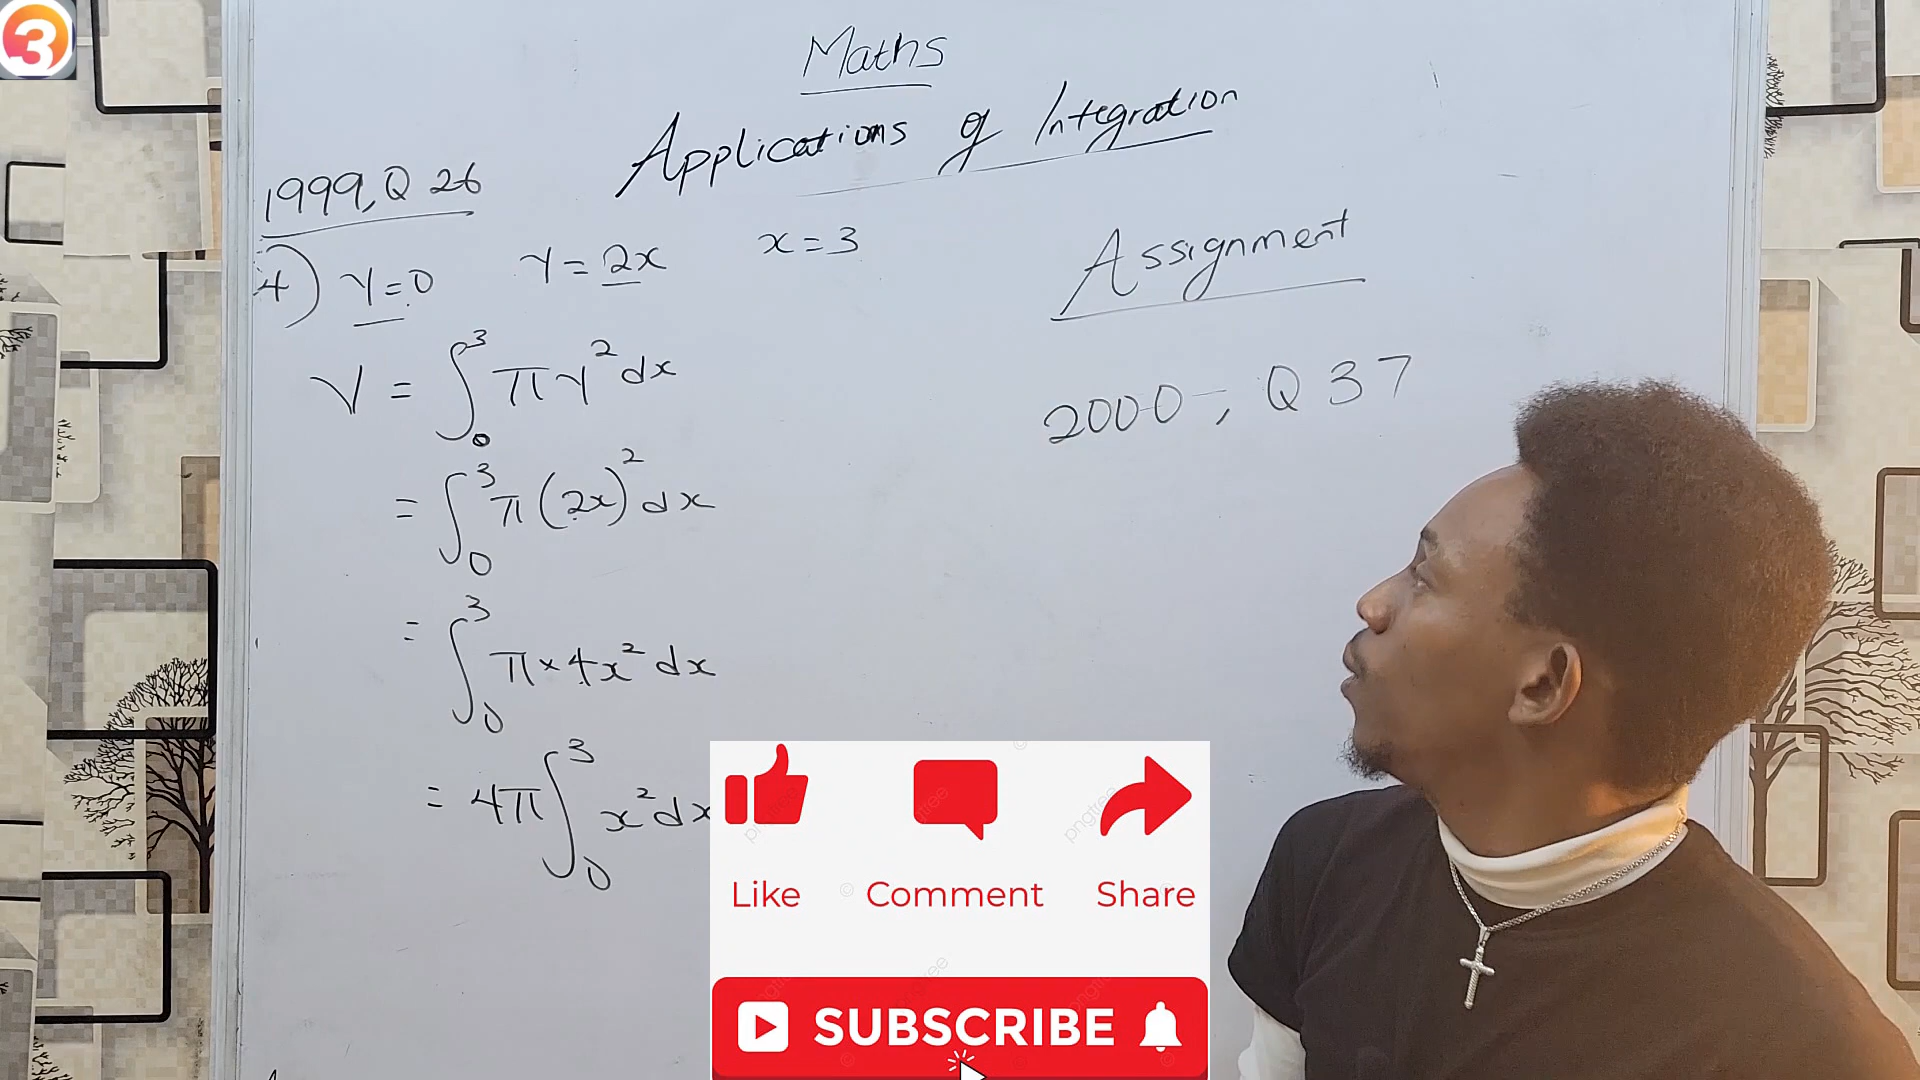 3
Maths
Applications of Integration
1999, Q 26
4) y=0 y=2x x=3
V = ∫₀³ πy² dx
= ∫₀³ π(2x)² dx
= ∫₀³ π×4x² dx
= 4π∫₀³ x² dx
Assignment
2000-, Q 37
Like Comment Share
SUBSCRIBE